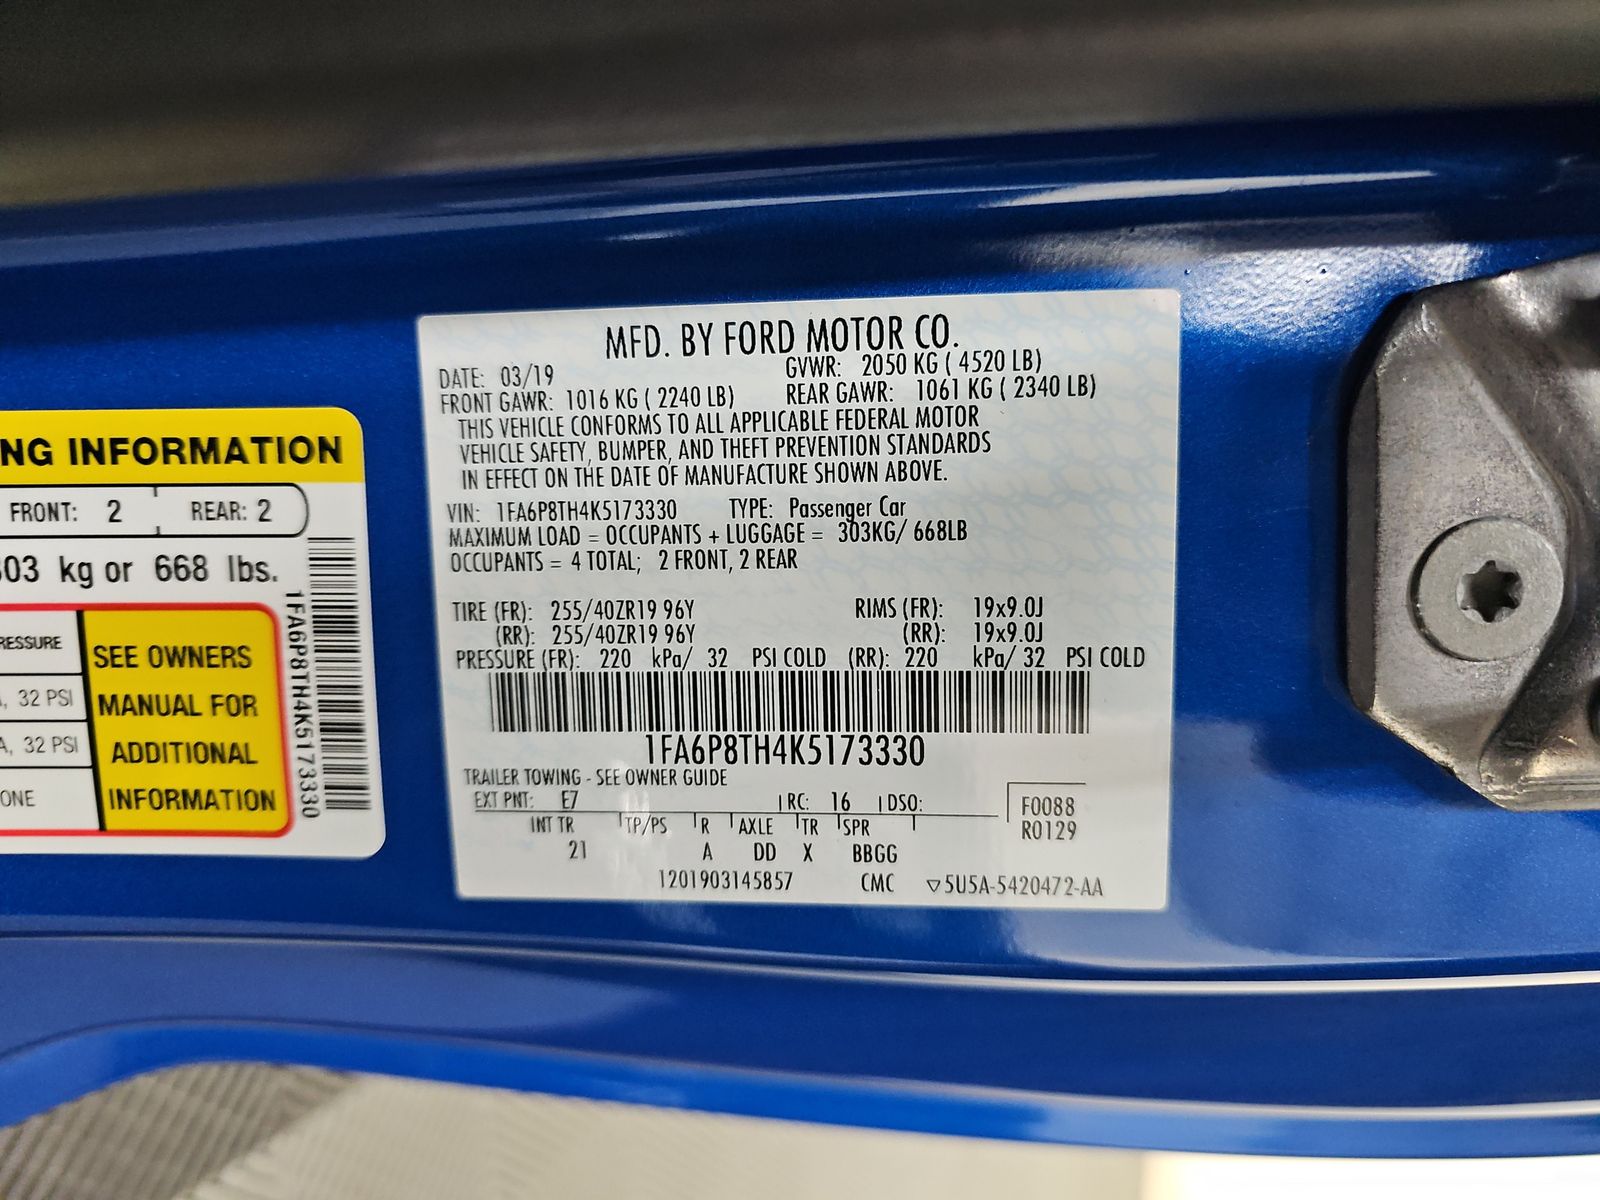 NG INFORMATION
FRONT: 2 REAR: 2
303 kg or 668 lbs.
RESSURE
, 32 PSI
A, 32 PSI
ONE
SEE OWNERS
MANUAL FOR
ADDITIONAL
INFORMATION
1FA6P8TH4K5173330
MFD. BY FORD MOTOR CO.
DATE: 03/19 GVWR: 2050 KG ( 4520 LB)
FRONT GAWR: 1016 KG ( 2240 LB) REAR GAWR: 1061 KG ( 2340 LB)
THIS VEHICLE CONFORMS TO ALL APPLICABLE FEDERAL MOTOR
VEHICLE SAFETY, BUMPER, AND THEFT PREVENTION STANDARDS
IN EFFECT ON THE DATE OF MANUFACTURE SHOWN ABOVE.
VIN: 1FA6P8TH4K5173330 TYPE: Passenger Car
MAXIMUM LOAD = OCCUPANTS + LUGGAGE = 303KG/ 668LB
OCCUPANTS = 4 TOTAL; 2 FRONT, 2 REAR
TIRE (FR): 255/40ZR19 96Y RIMS (FR): 19x9.0J
(RR): 255/40ZR19 96Y (RR): 19x9.0J
PRESSURE (FR): 220 kPa/ 32 PSI COLD (RR): 220 kPa/ 32 PSI COLD
1FA6P8TH4K5173330
TRAILER TOWING - SEE OWNER GUIDE
EXT PNT: E7 RC: 16 DSO:
F0088
R0129
INT TR TP/PS R AXLE TR SPR
21 A DD X BBGG
1201903145857 CMC ▽5U5A-5420472-AA